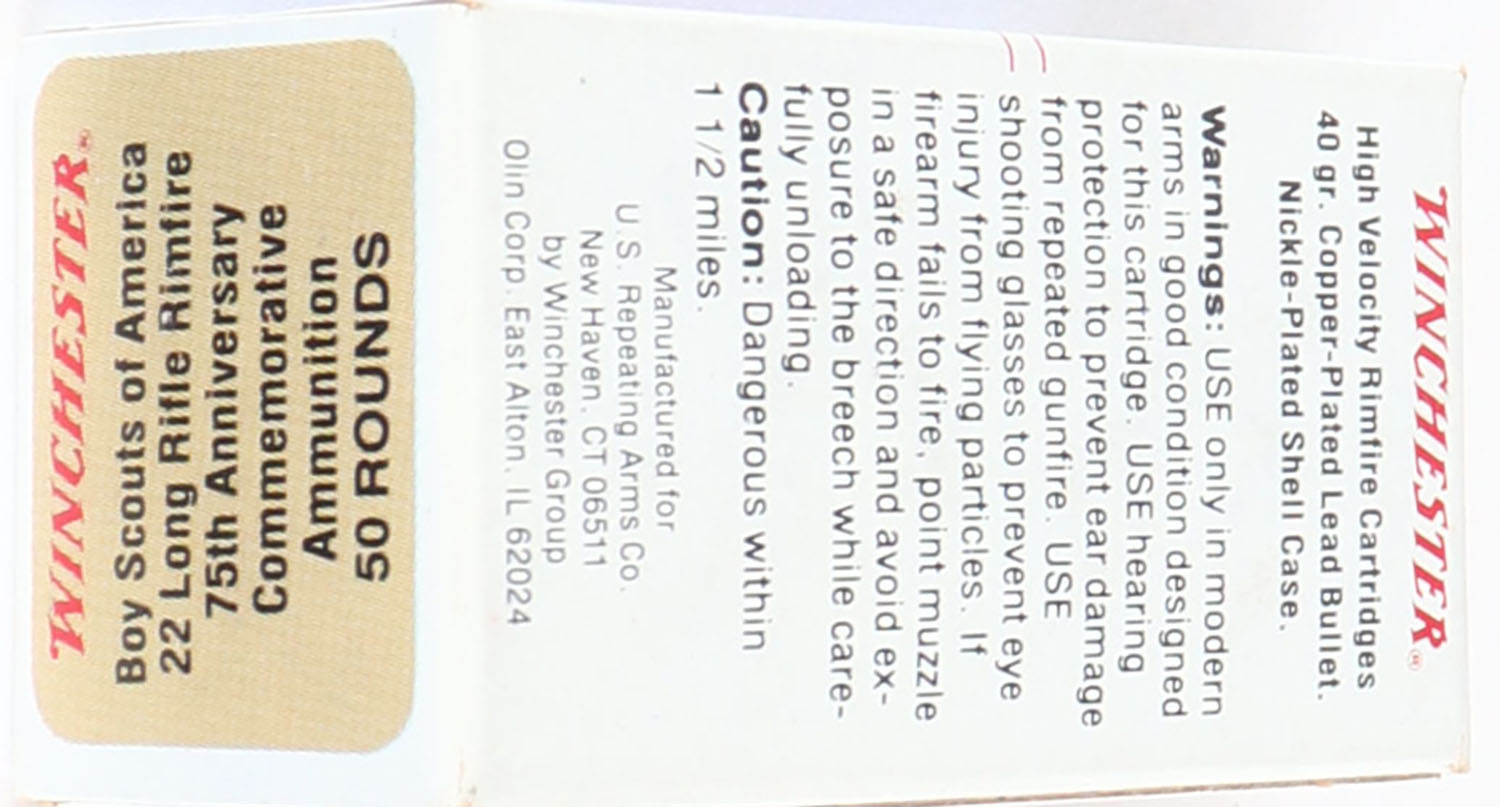 WINCHESTER®
Boy Scouts of America
22 Long Rifle Rimfire
75th Anniversary
Commemorative
Ammunition
50 ROUNDS
WINCHESTER®
High Velocity Rimfire Cartridges
40 gr. Copper-Plated Lead Bullet.
Nickle-Plated Shell Case.
Warnings: USE only in modern
arms in good condition designed
for this cartridge. USE hearing
protection to prevent ear damage
from repeated gunfire. USE
shooting glasses to prevent eye
injury from flying particles. If
firearm fails to fire, point muzzle
in a safe direction and avoid ex-
posure to the breech while care-
fully unloading.
Caution: Dangerous within
1 1/2 miles.
Manufactured for
U.S. Repeating Arms Co.
New Haven, CT 06511
by Winchester Group
Olin Corp. East Alton, IL 62024